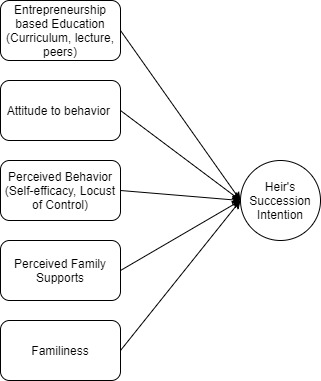 Entrepreneurship
based Education
(Curriculum, lecture,
peers)
Attitude to behavior
Perceived Behavior
(Self-efficacy, Locust
of Control)
Heir's
Succession
Intention
Perceived Family
Supports
Familiness